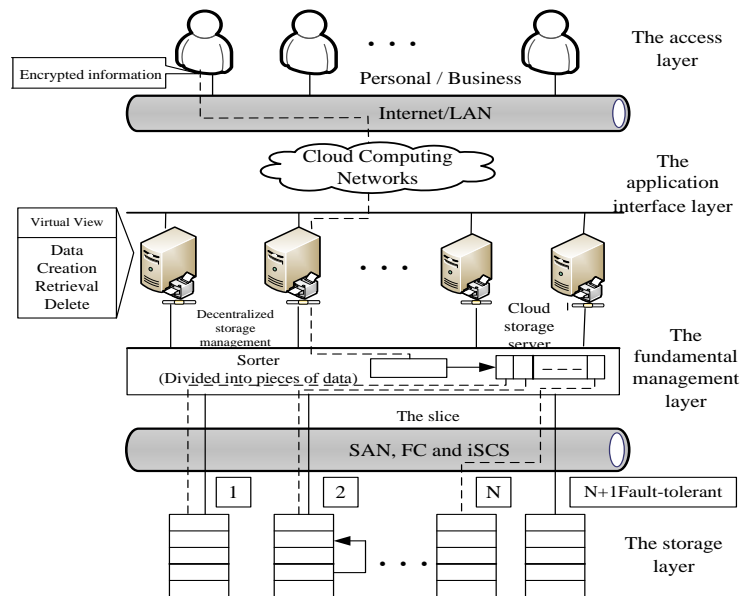 The access
layer
Encrypted information
Personal / Business
Internet/LAN
Cloud Computing
Networks
The
application
interface layer
Virtual View
Data
Creation
Retrieval
Delete
Decentralized
storage
management
Cloud
storage
server
Sorter
(Divided into pieces of data)
The
fundamental
management
layer
The slice
SAN, FC and iSCS
1
2
N
N+1Fault-tolerant
The storage
layer